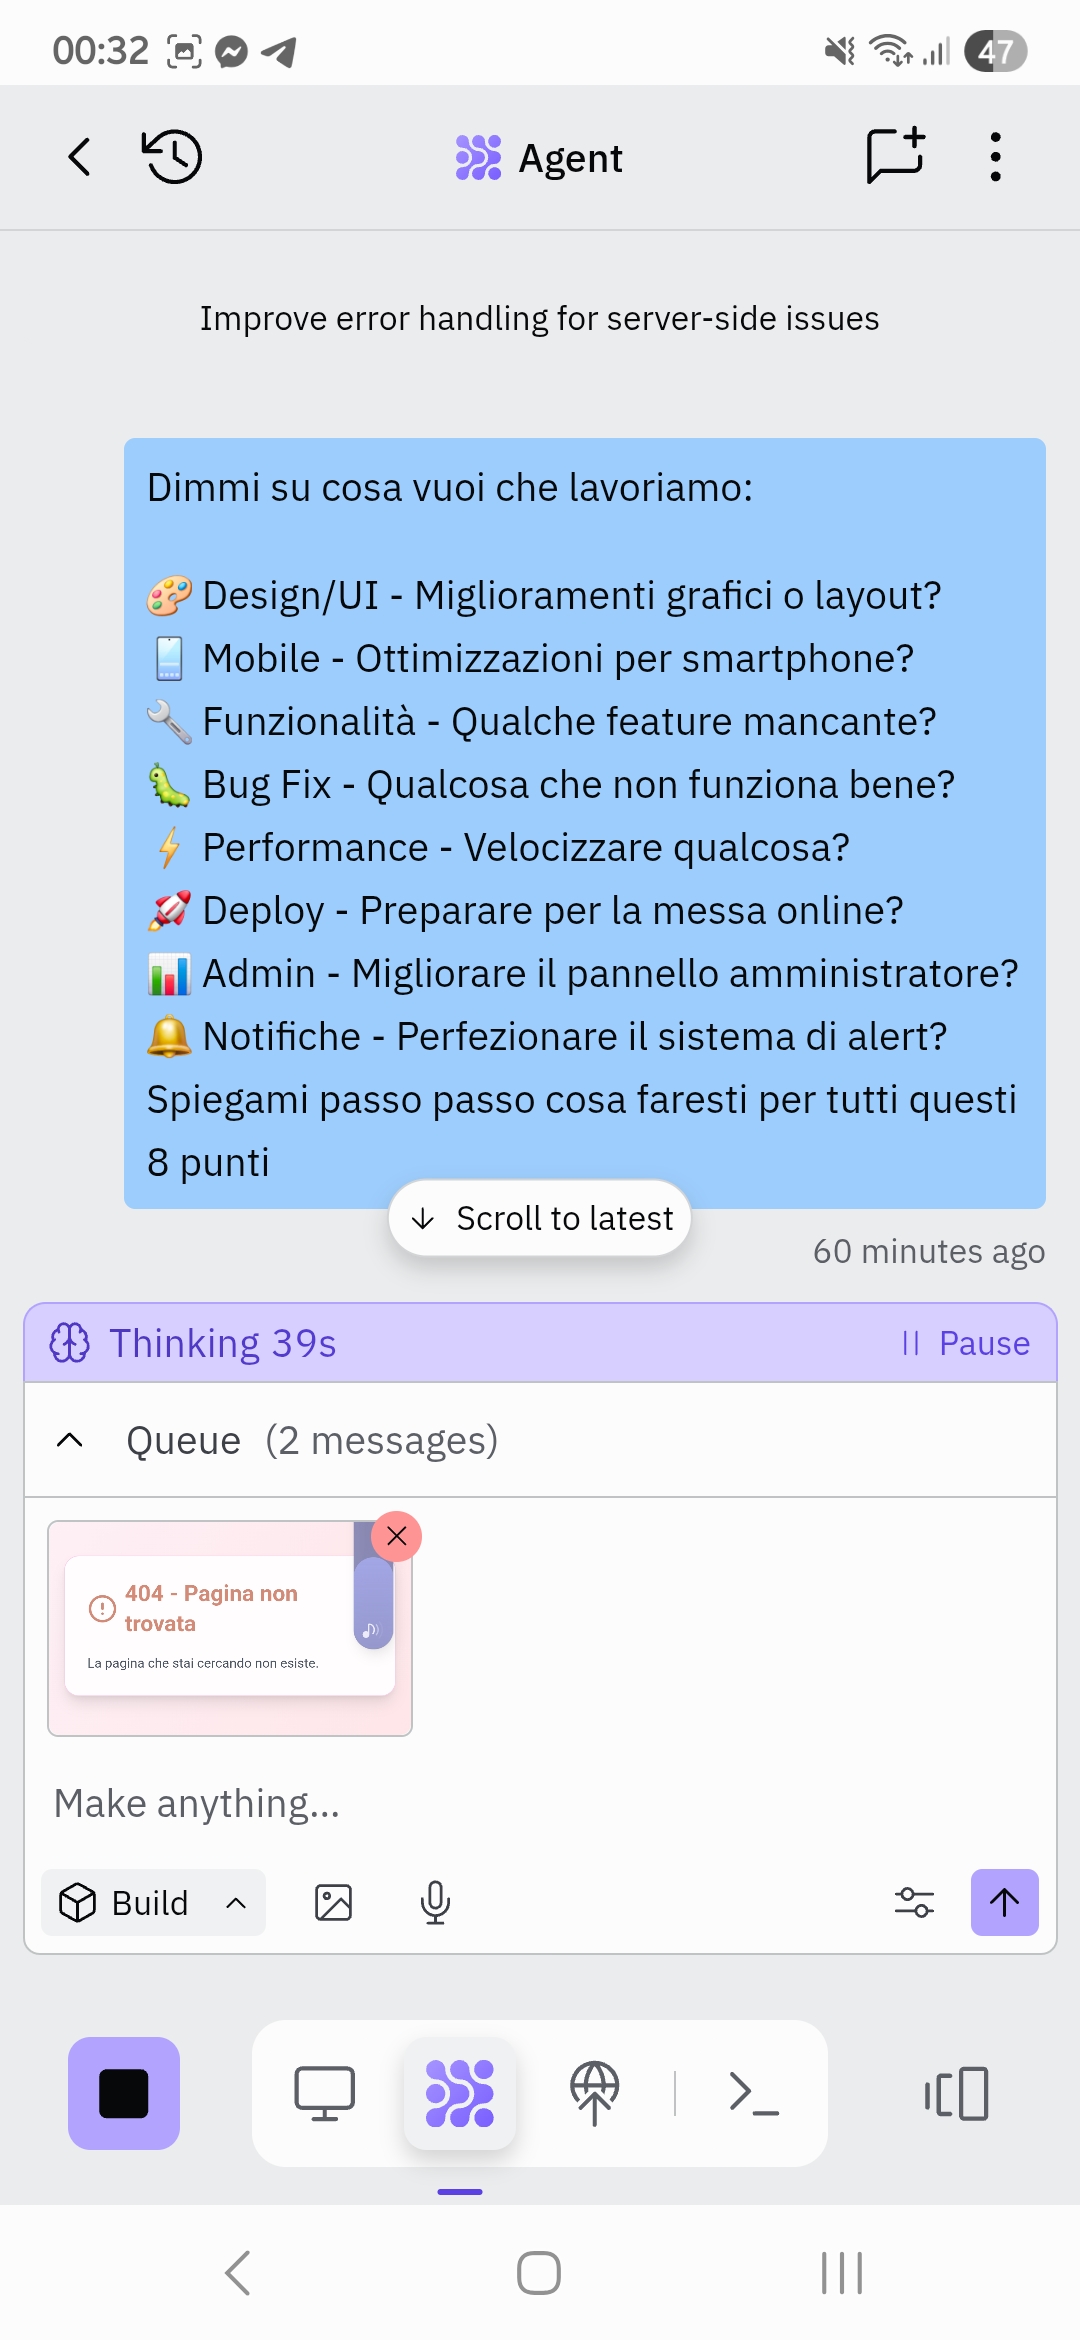 00:32
47
Agent
Improve error handling for server-side issues
Dimmi su cosa vuoi che lavoriamo:
🎨 Design/UI - Miglioramenti grafici o layout?
📱 Mobile - Ottimizzazioni per smartphone?
🔧 Funzionalità - Qualche feature mancante?
🐛 Bug Fix - Qualcosa che non funziona bene?
⚡ Performance - Velocizzare qualcosa?
🚀 Deploy - Preparare per la messa online?
📊 Admin - Migliorare il pannello amministratore?
🔔 Notifiche - Perfezionare il sistema di alert?
Spiegami passo passo cosa faresti per tutti questi
8 punti
Scroll to latest
60 minutes ago
Thinking 39s
Pause
Queue (2 messages)
404 - Pagina non
trovata
La pagina che stai cercando non esiste.
Make anything...
Build